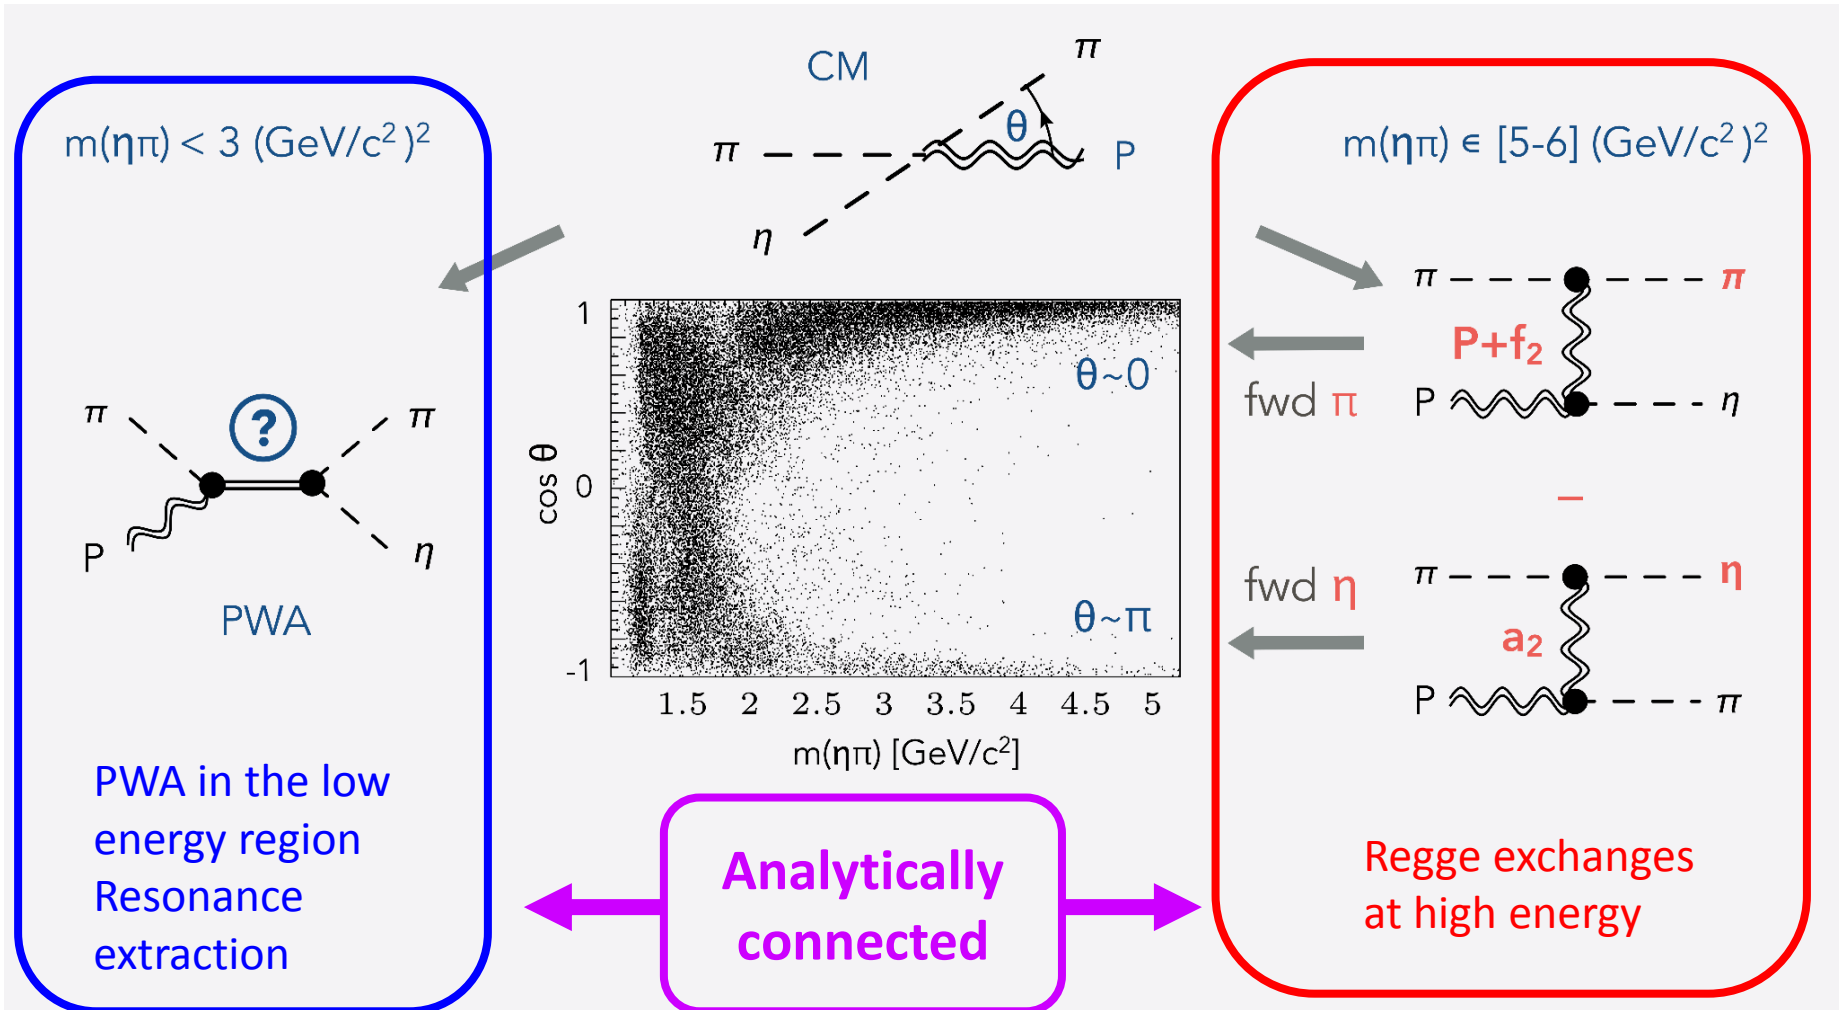 m(ηπ) < 3 (GeV/c²)²
π
P
?
π
η
PWA
PWA in the low
energy region
Resonance
extraction
CM
π
θ
π
P
η
1
0
-1
cos θ
θ~0
θ~π
1.5 2 2.5 3 3.5 4 4.5 5
m(ηπ) [GeV/c²]
Analytically
connected
m(ηπ) ∈ [5-6] (GeV/c²)²
π
π
P+f₂
fwd π
P
η
–
π
η
fwd η
a₂
P
π
Regge exchanges
at high energy